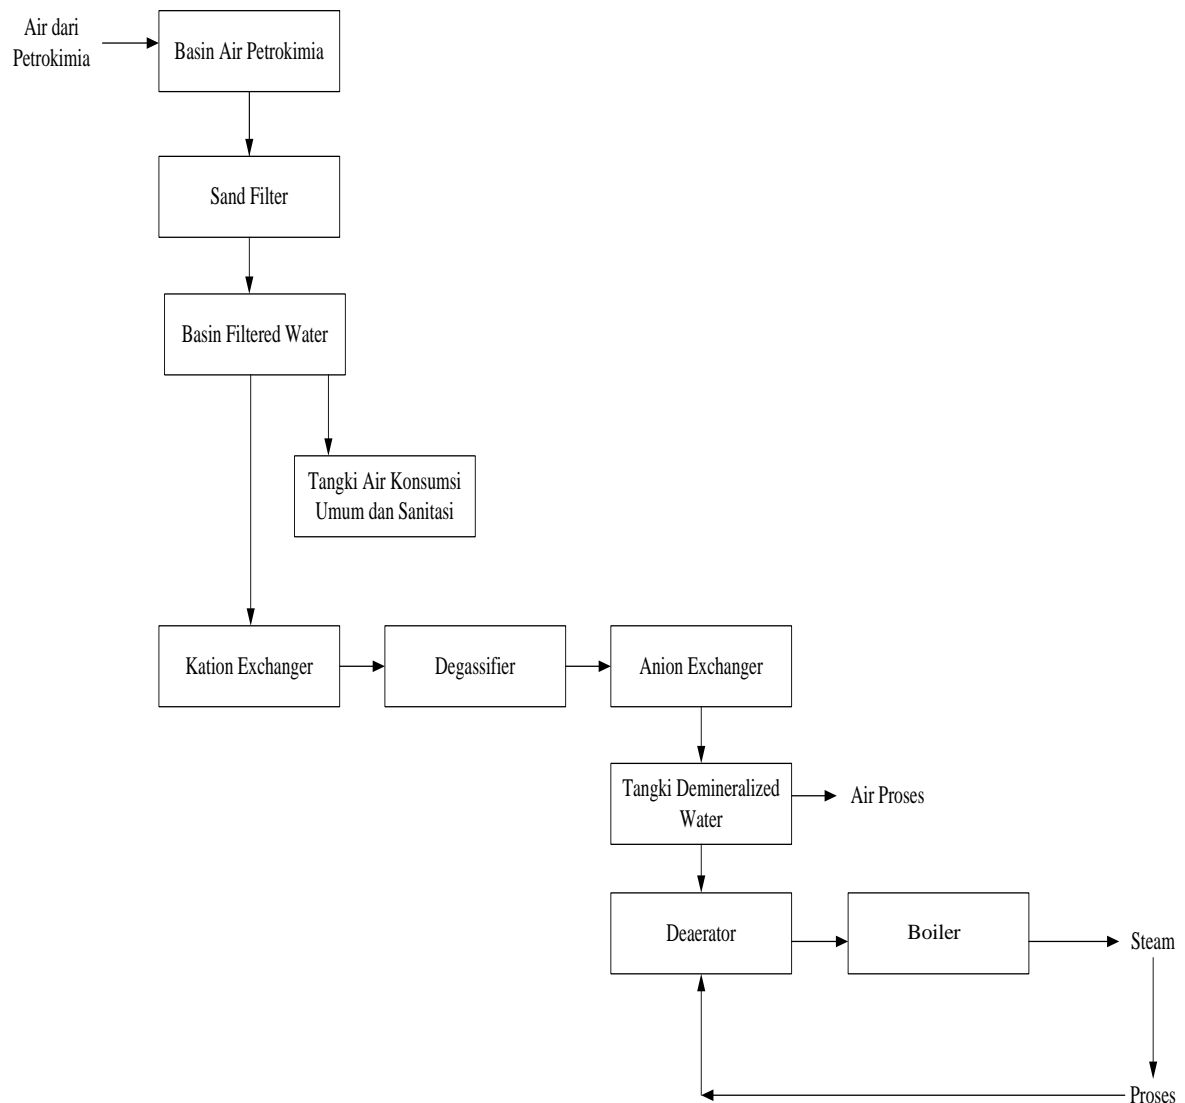 Air dari
Petrokimia
Basin Air Petrokimia
Sand Filter
Basin Filtered Water
Tangki Air Konsumsi
Umum dan Sanitasi
Kation Exchanger
Degassifier
Anion Exchanger
Tangki Demineralized
Water
Air Proses
Deaerator
Boiler
Steam
Proses